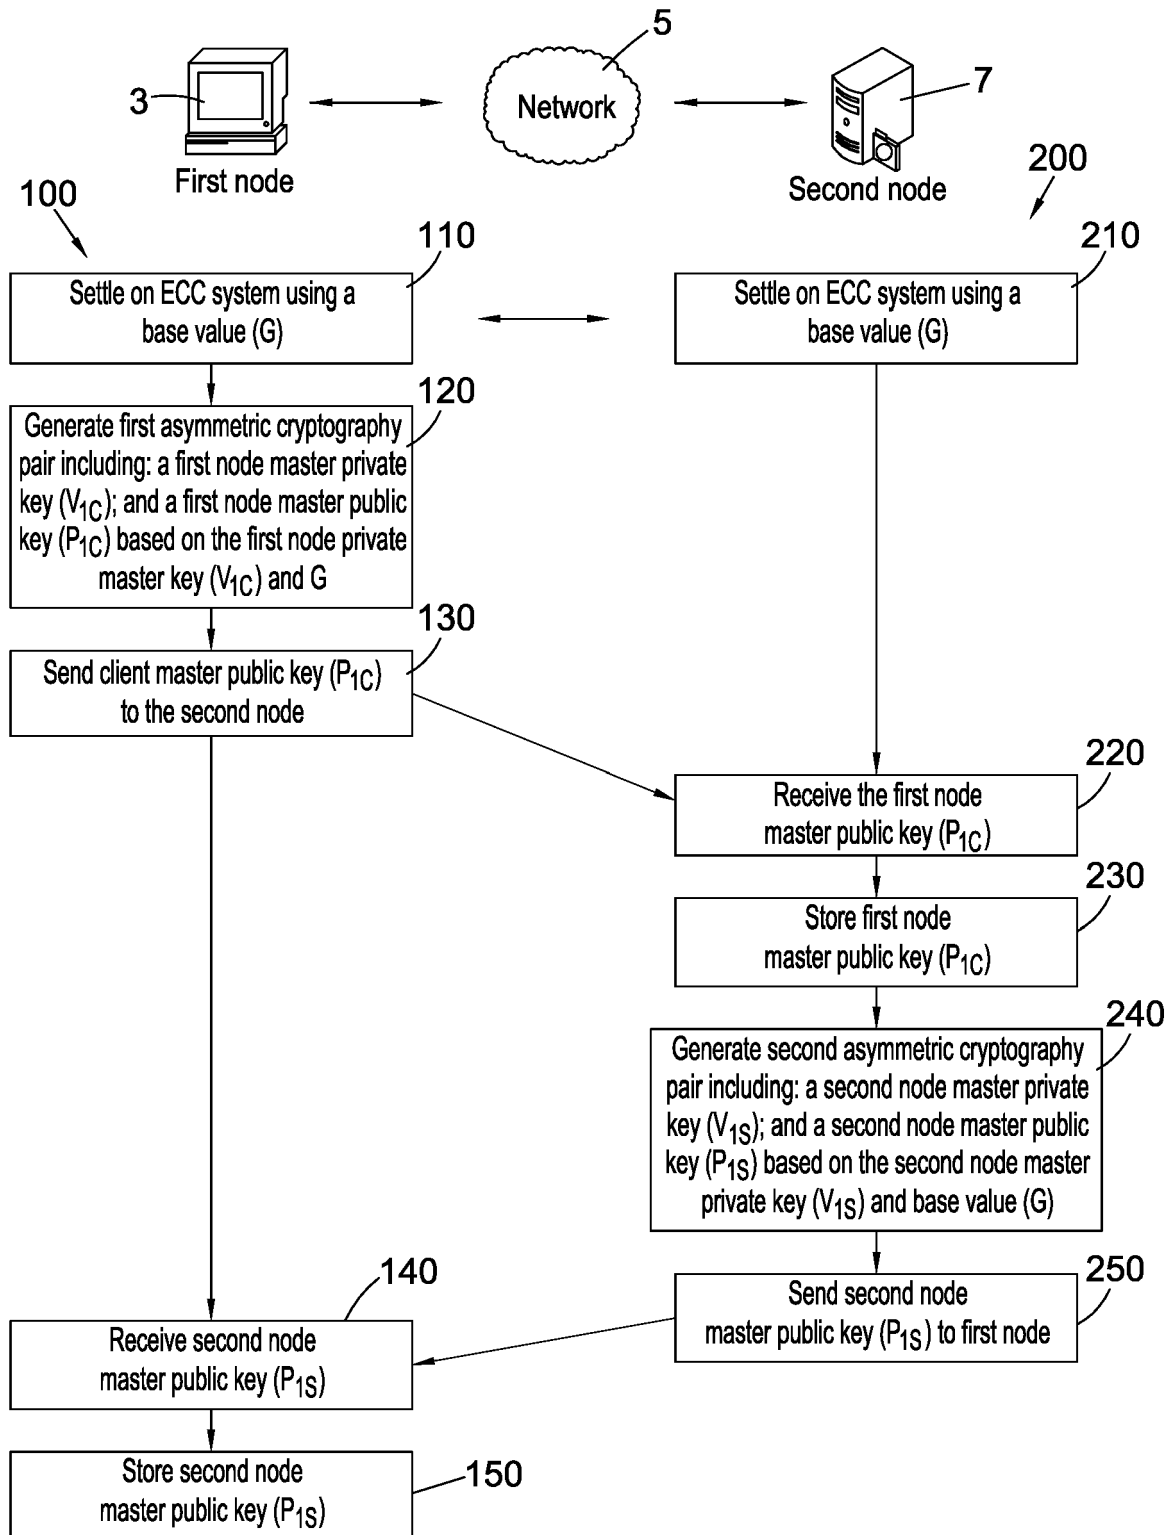 5
3
Network
7
First node
Second node
100
200
110
210
Settle on ECC system using a
base value (G)
Settle on ECC system using a
base value (G)
120
Generate first asymmetric cryptography
pair including: a first node master private
key (V1C); and a first node master public
key (P1C) based on the first node private
master key (V1C) and G
130
Send client master public key (P1C)
to the second node
220
Receive the first node
master public key (P1C)
230
Store first node
master public key (P1C)
240
Generate second asymmetric cryptography
pair including: a second node master private
key (V1S); and a second node master public
key (P1S) based on the second node master
private key (V1S) and base value (G)
250
Send second node
master public key (P1S) to first node
140
Receive second node
master public key (P1S)
150
Store second node
master public key (P1S)